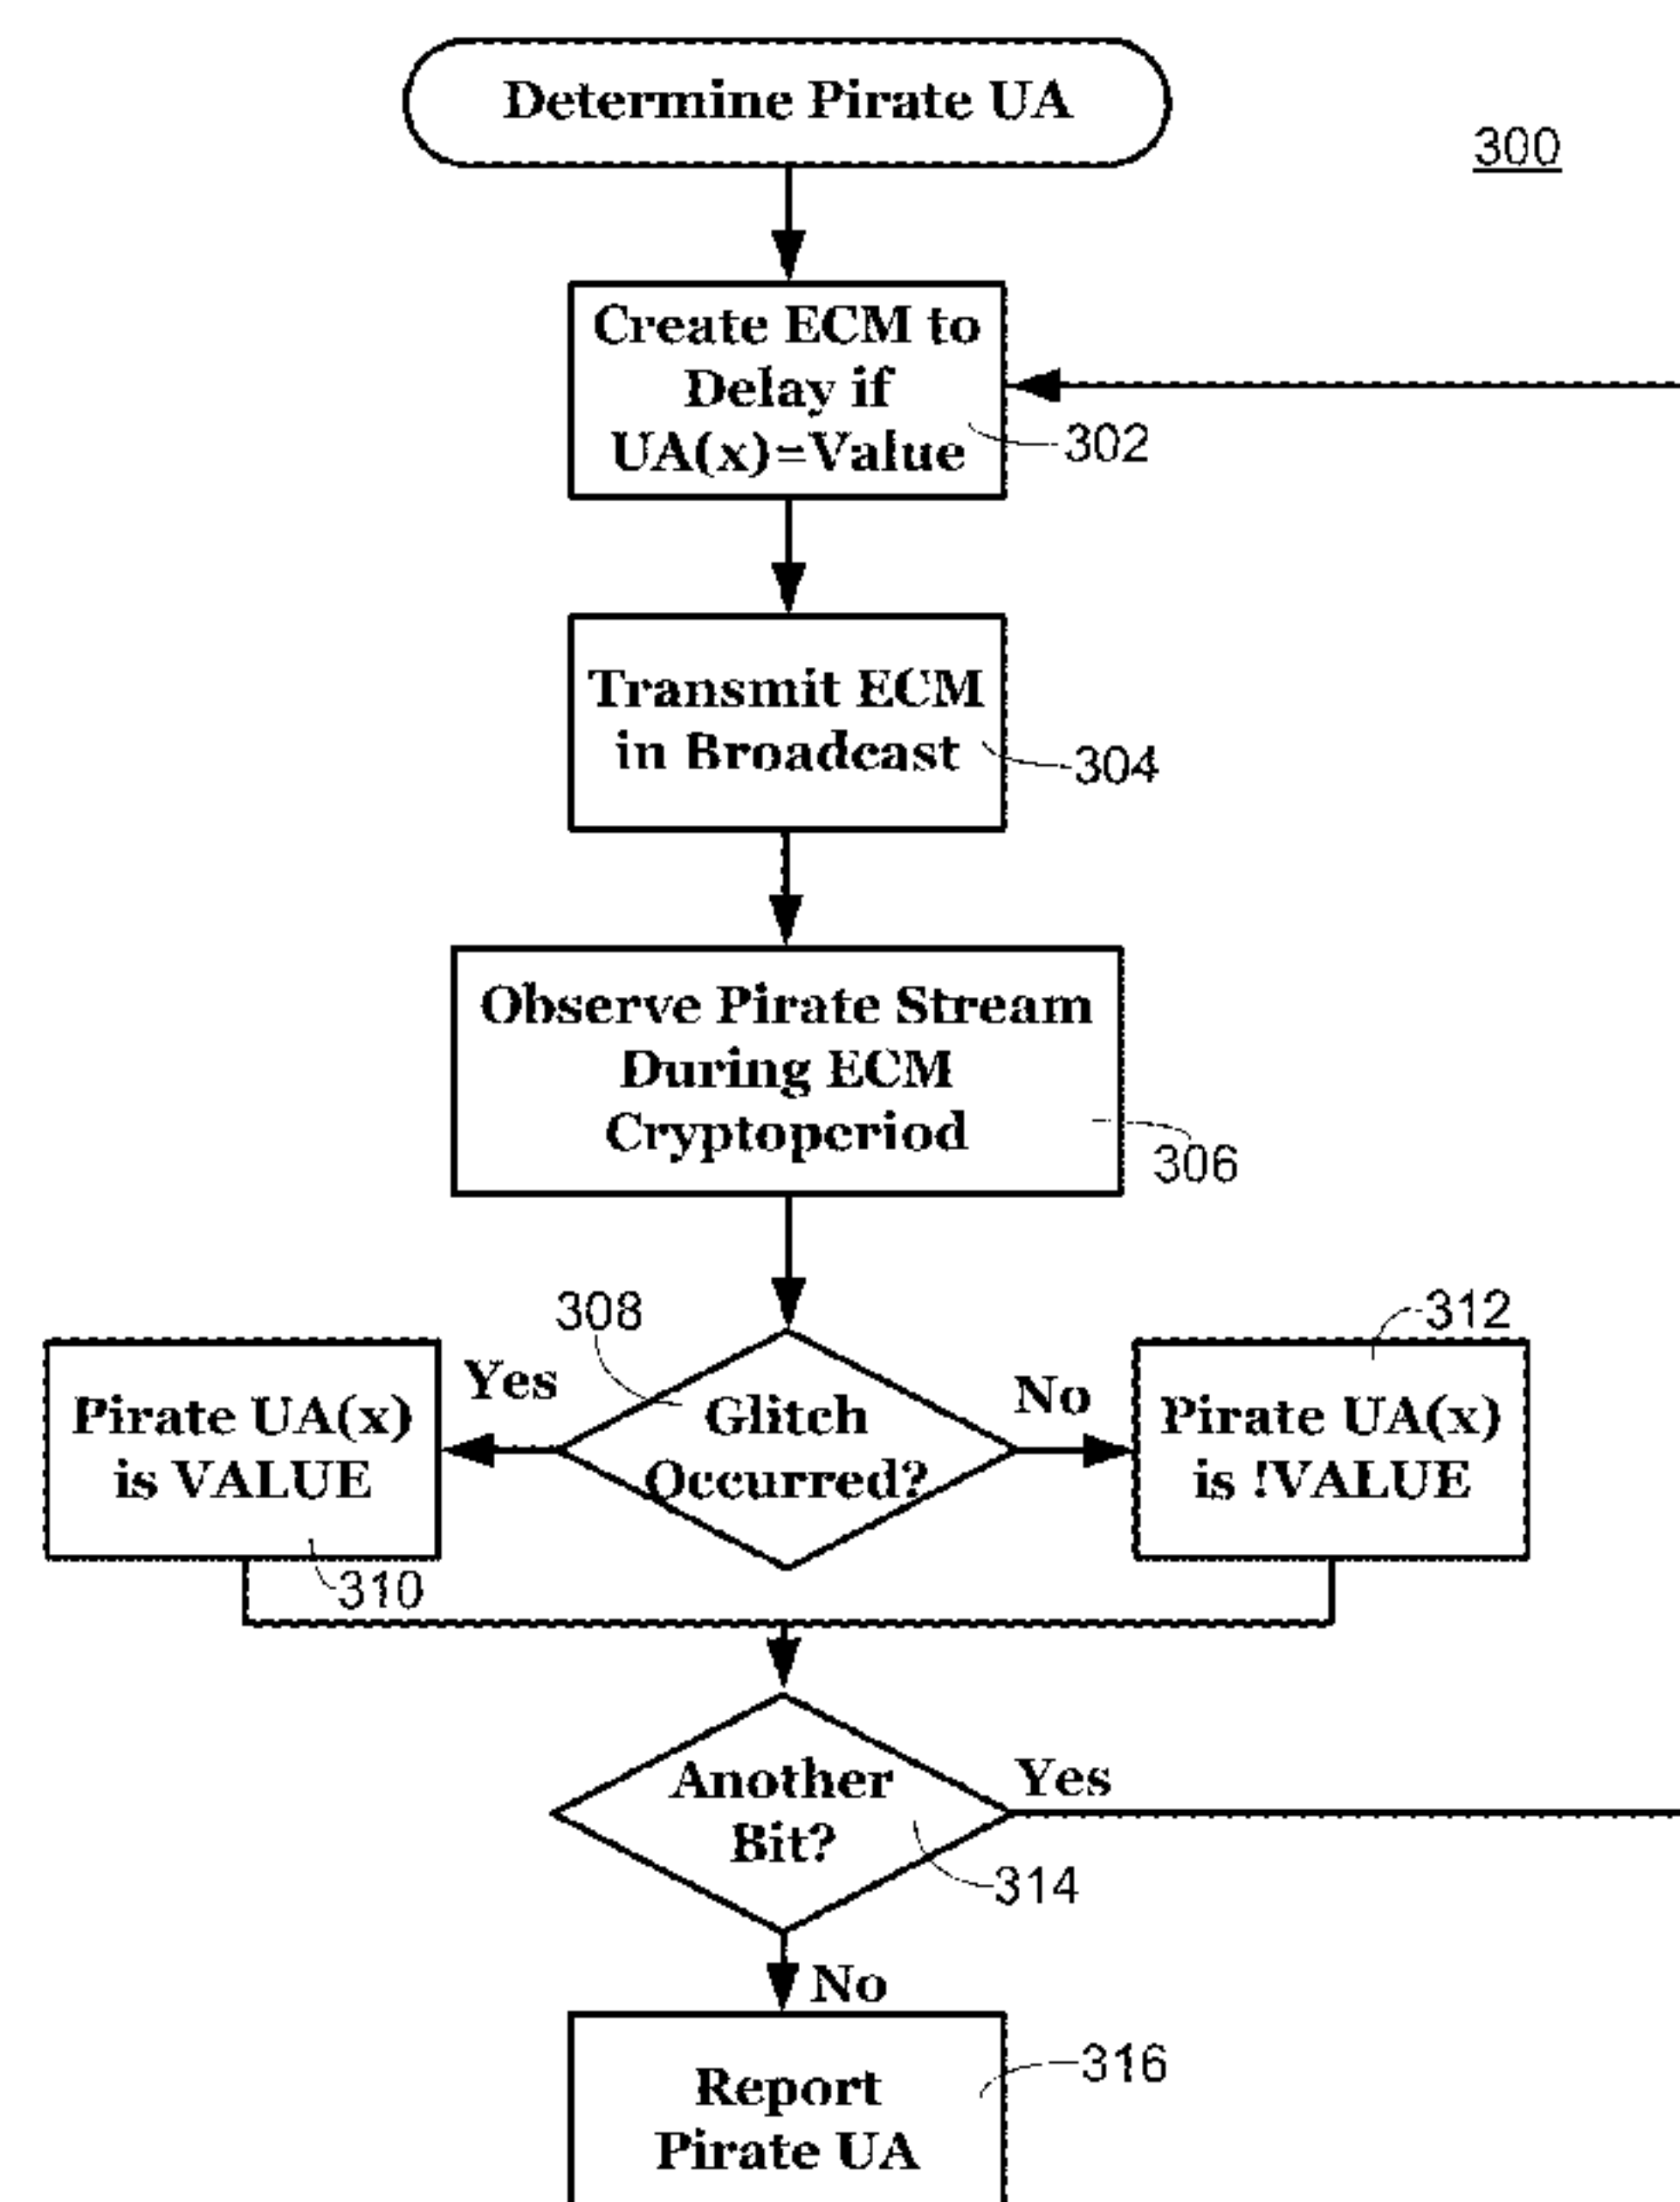 Determine Pirate UA
300
Create ECM to
Delay if
UA(x)=Value
302
Transmit ECM
in Broadcast
304
Observe Pirate Stream
During ECM
Cryptoperiod
306
308
312
Yes
No
Pirate UA(x)
is VALUE
Glitch
Occurred?
Pirate UA(x)
is !VALUE
310
Another
Bit?
Yes
314
No
Report
Pirate UA
316